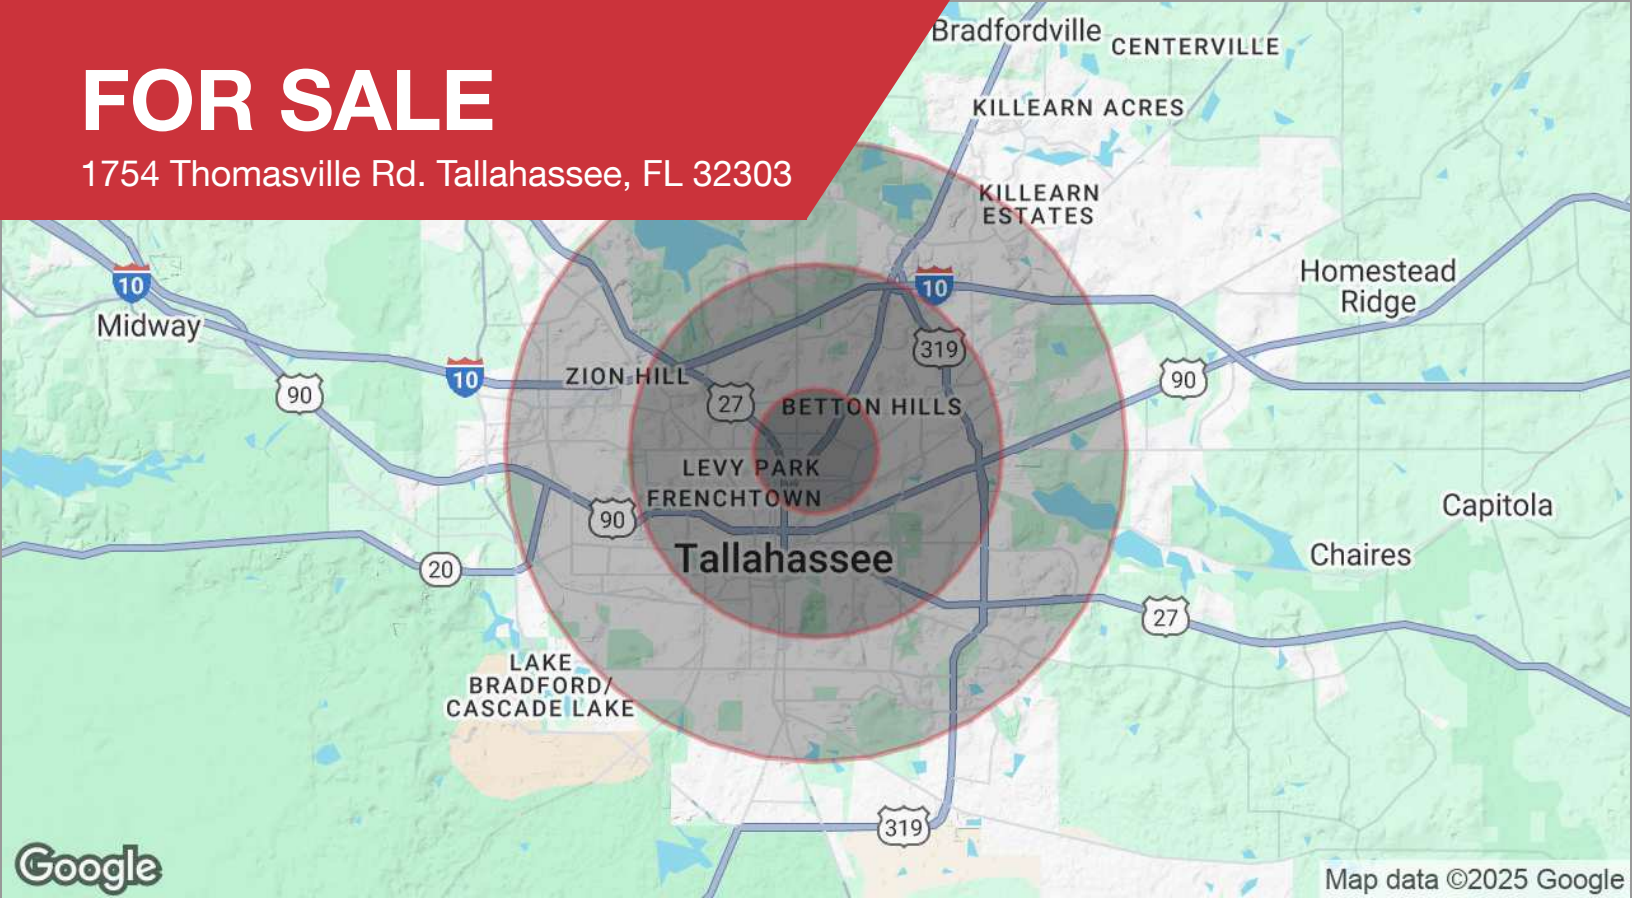 FOR SALE
1754 Thomasville Rd. Tallahassee, FL 32303
Bradfordville
CENTERVILLE
KILLEARN ACRES
KILLEARN
ESTATES
10
10
Homestead
Ridge
Midway
319
10
ZION HILL
90
90
27
BETTON HILLS
LEVY PARK
FRENCHTOWN
90
Capitola
Tallahassee
Chaires
20
27
LAKE
BRADFORD/
CASCADE LAKE
319
Google
Map data ©2025 Google